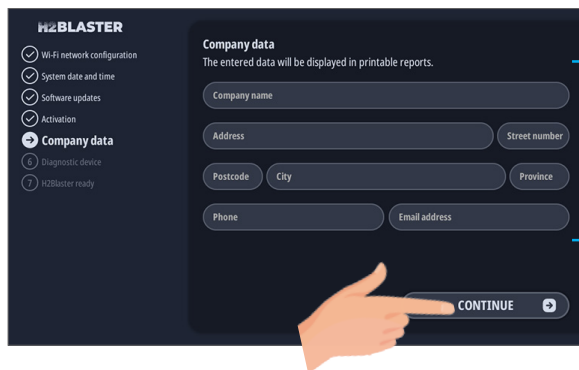 H2BLASTER
Wi-Fi network configuration
System date and time
Software updates
Activation
Company data
6 Diagnostic device
7 H2Blaster ready
Company data
The entered data will be displayed in printable reports.
Company name
Address Street number
Postcode City Province
Phone Email address
CONTINUE